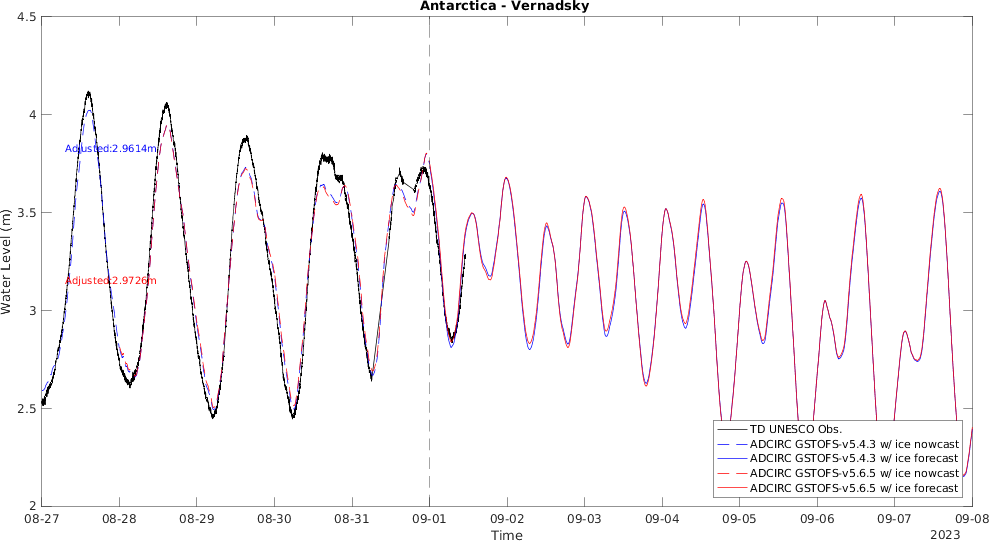 Antarctica - Vernadsky
4.5
4
3.5
3
2.5
2
Water Level (m)
Adjusted:2.9614m
Adjusted:2.9726m
TD UNESCO Obs.
ADCIRC GSTOFS-v5.4.3 w/ ice nowcast
ADCIRC GSTOFS-v5.4.3 w/ ice forecast
ADCIRC GSTOFS-v5.6.5 w/ ice nowcast
ADCIRC GSTOFS-v5.6.5 w/ ice forecast
08-27 08-28 08-29 08-30 08-31 09-01 09-02 09-03 09-04 09-05 09-06 09-07 09-08
Time
2023